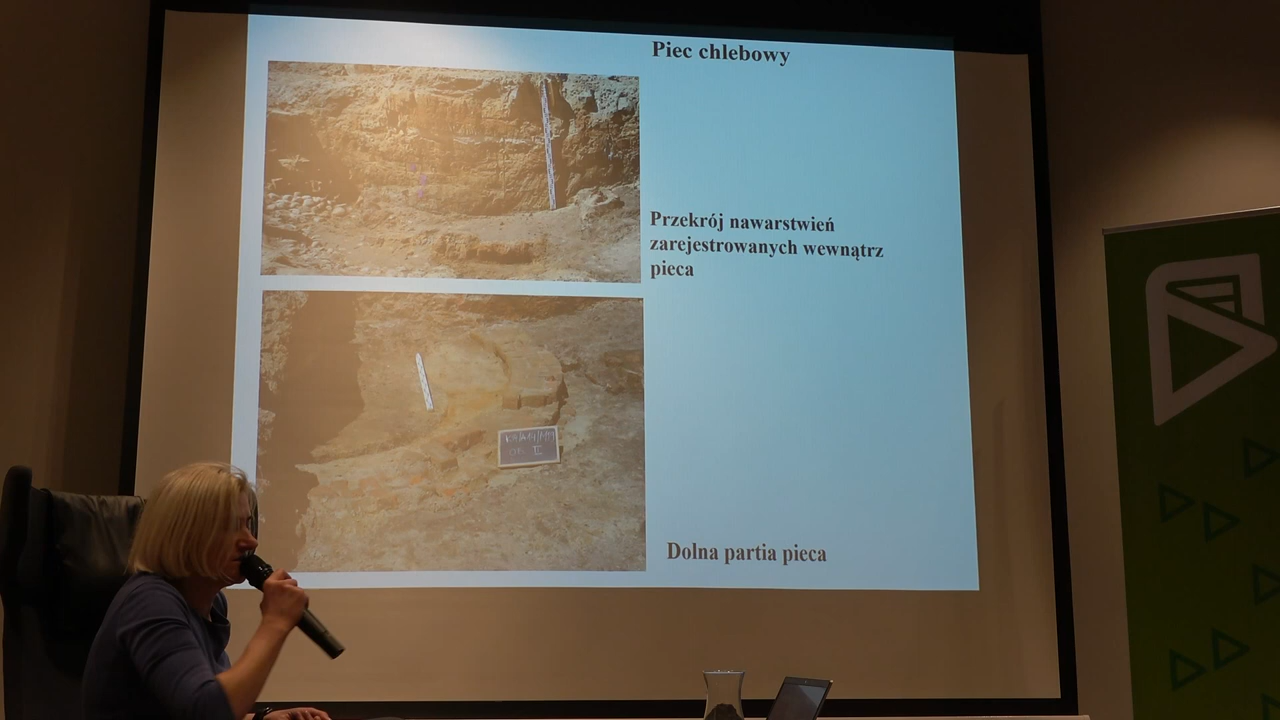 Piec chlebowy
Przekrój nawarstwień
zarejestrowanych wewnątrz
pieca
Dolna partia pieca